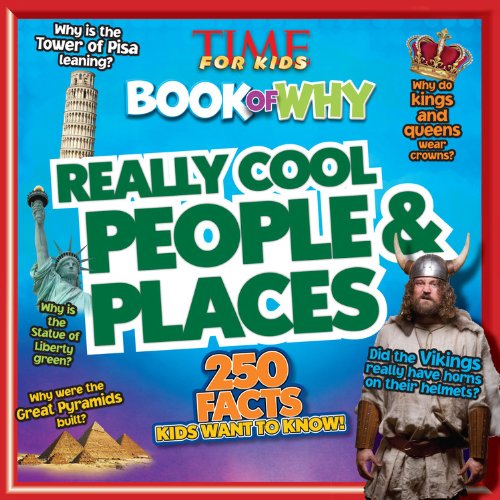 Why is the
Tower of Pisa
leaning?
TIME
FOR KIDS
BOOK OF WHY
Why do
kings
and
queens
wear
crowns?
REALLY COOL
PEOPLE &
PLACES
Why is
the
Statue of
Liberty
green?
Did the Vikings
really have horns
on their helmets?
250
FACTS
KIDS WANT TO KNOW!
Why were the
Great Pyramids
built?